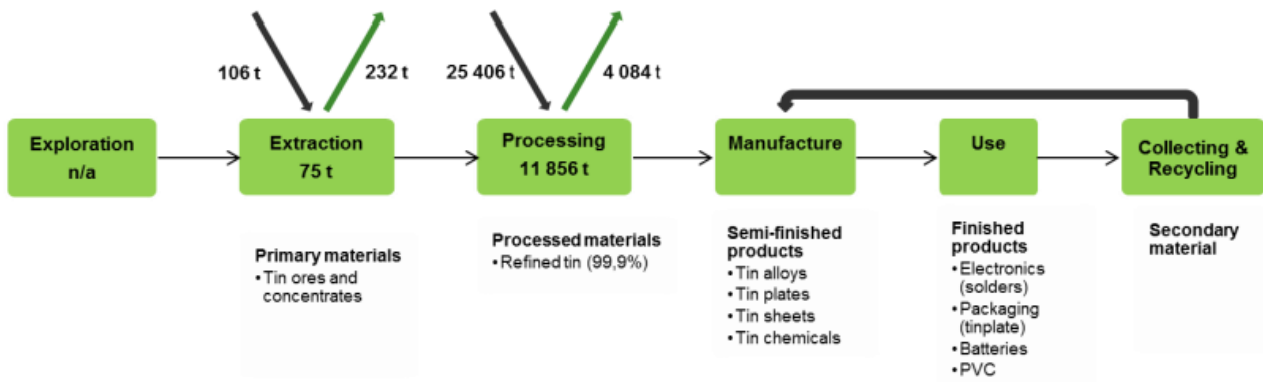 106 t
232 t
25 406 t
4 084 t
Exploration
n/a
Extraction
75 t
Processing
11 856 t
Manufacture
Use
Collecting &
Recycling
Primary materials
•Tin ores and
concentrates
Processed materials
•Refined tin (99,9%)
Semi-finished
products
•Tin alloys
•Tin plates
•Tin sheets
•Tin chemicals
Finished
products
•Electronics
(solders)
•Packaging
(tinplate)
•Batteries
•PVC
Secondary
material